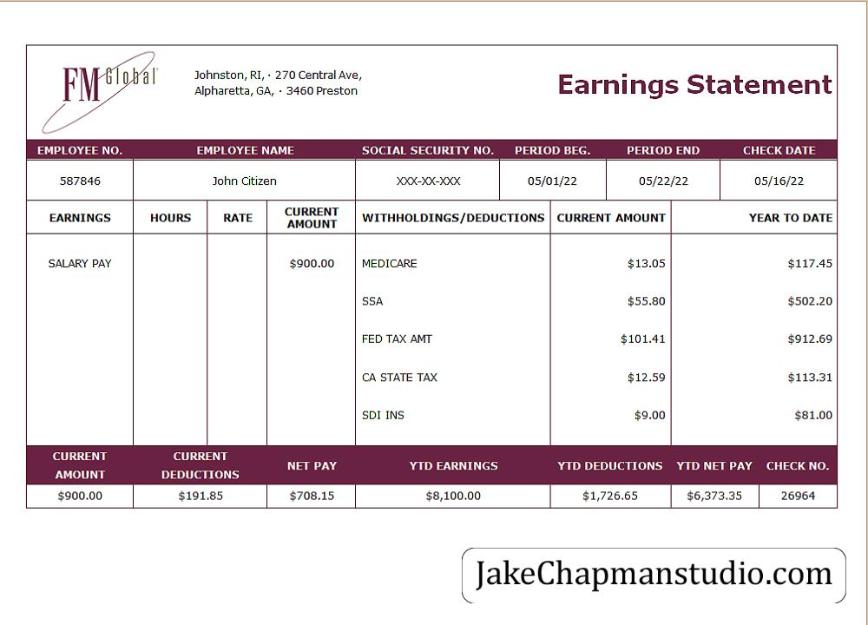 FM Global
Johnston, RI, · 270 Central Ave,
Alpharetta, GA, · 3460 Preston
Earnings Statement
EMPLOYEE NO. EMPLOYEE NAME SOCIAL SECURITY NO. PERIOD BEG. PERIOD END CHECK DATE
587846 John Citizen XXX-XX-XXX 05/01/22 05/22/22 05/16/22
EARNINGS HOURS RATE CURRENT AMOUNT WITHHOLDINGS/DEDUCTIONS CURRENT AMOUNT YEAR TO DATE
SALARY PAY $900.00 MEDICARE $13.05 $117.45
SSA $55.80 $502.20
FED TAX AMT $101.41 $912.69
CA STATE TAX $12.59 $113.31
SDI INS $9.00 $81.00
CURRENT AMOUNT CURRENT DEDUCTIONS NET PAY YTD EARNINGS YTD DEDUCTIONS YTD NET PAY CHECK NO.
$900.00 $191.85 $708.15 $8,100.00 $1,726.65 $6,373.35 26964
JakeChapmanstudio.com